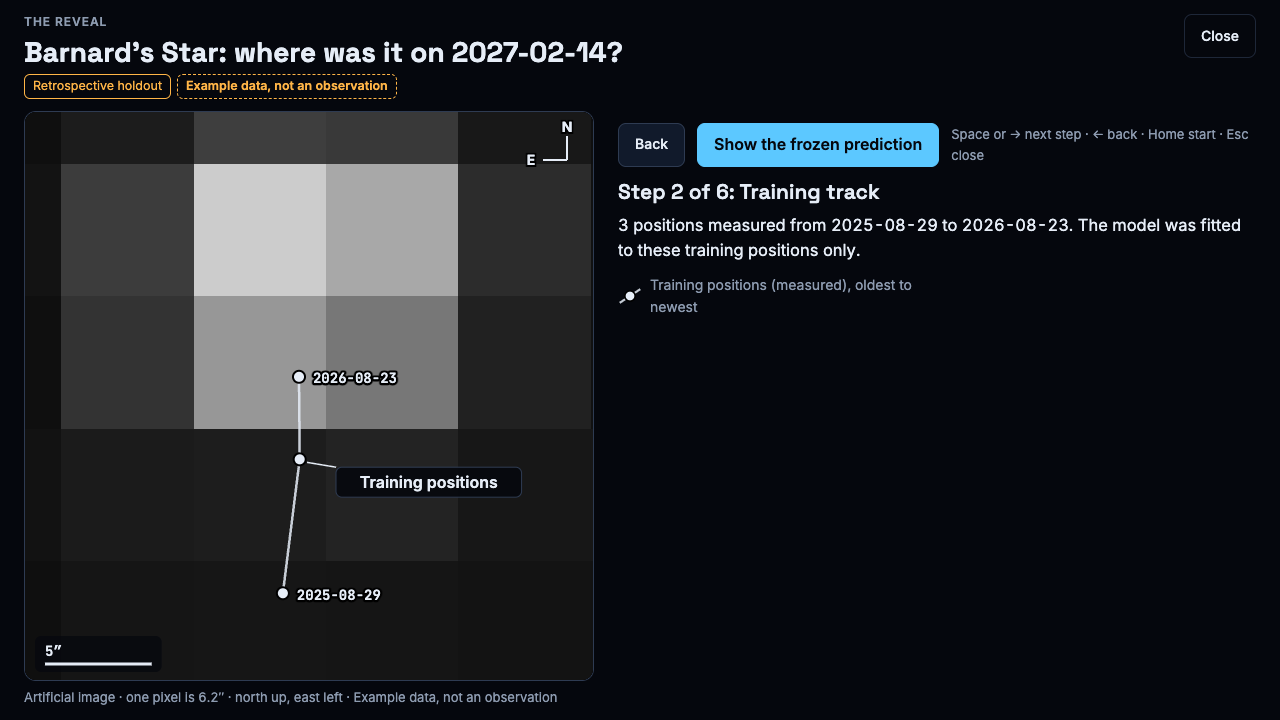 THE REVEAL
Barnard's Star: where was it on 2027-02-14?
Close
Retrospective holdout
Example data, not an observation
N
E
2026-08-23
Training positions
2025-08-29
5″
Artificial image · one pixel is 6.2″ · north up, east left · Example data, not an observation
Back
Show the frozen prediction
Space or → next step · ← back · Home start · Esc
close
Step 2 of 6: Training track
3 positions measured from 2025-08-29 to 2026-08-23. The model was fitted
to these training positions only.
Training positions (measured), oldest to
newest